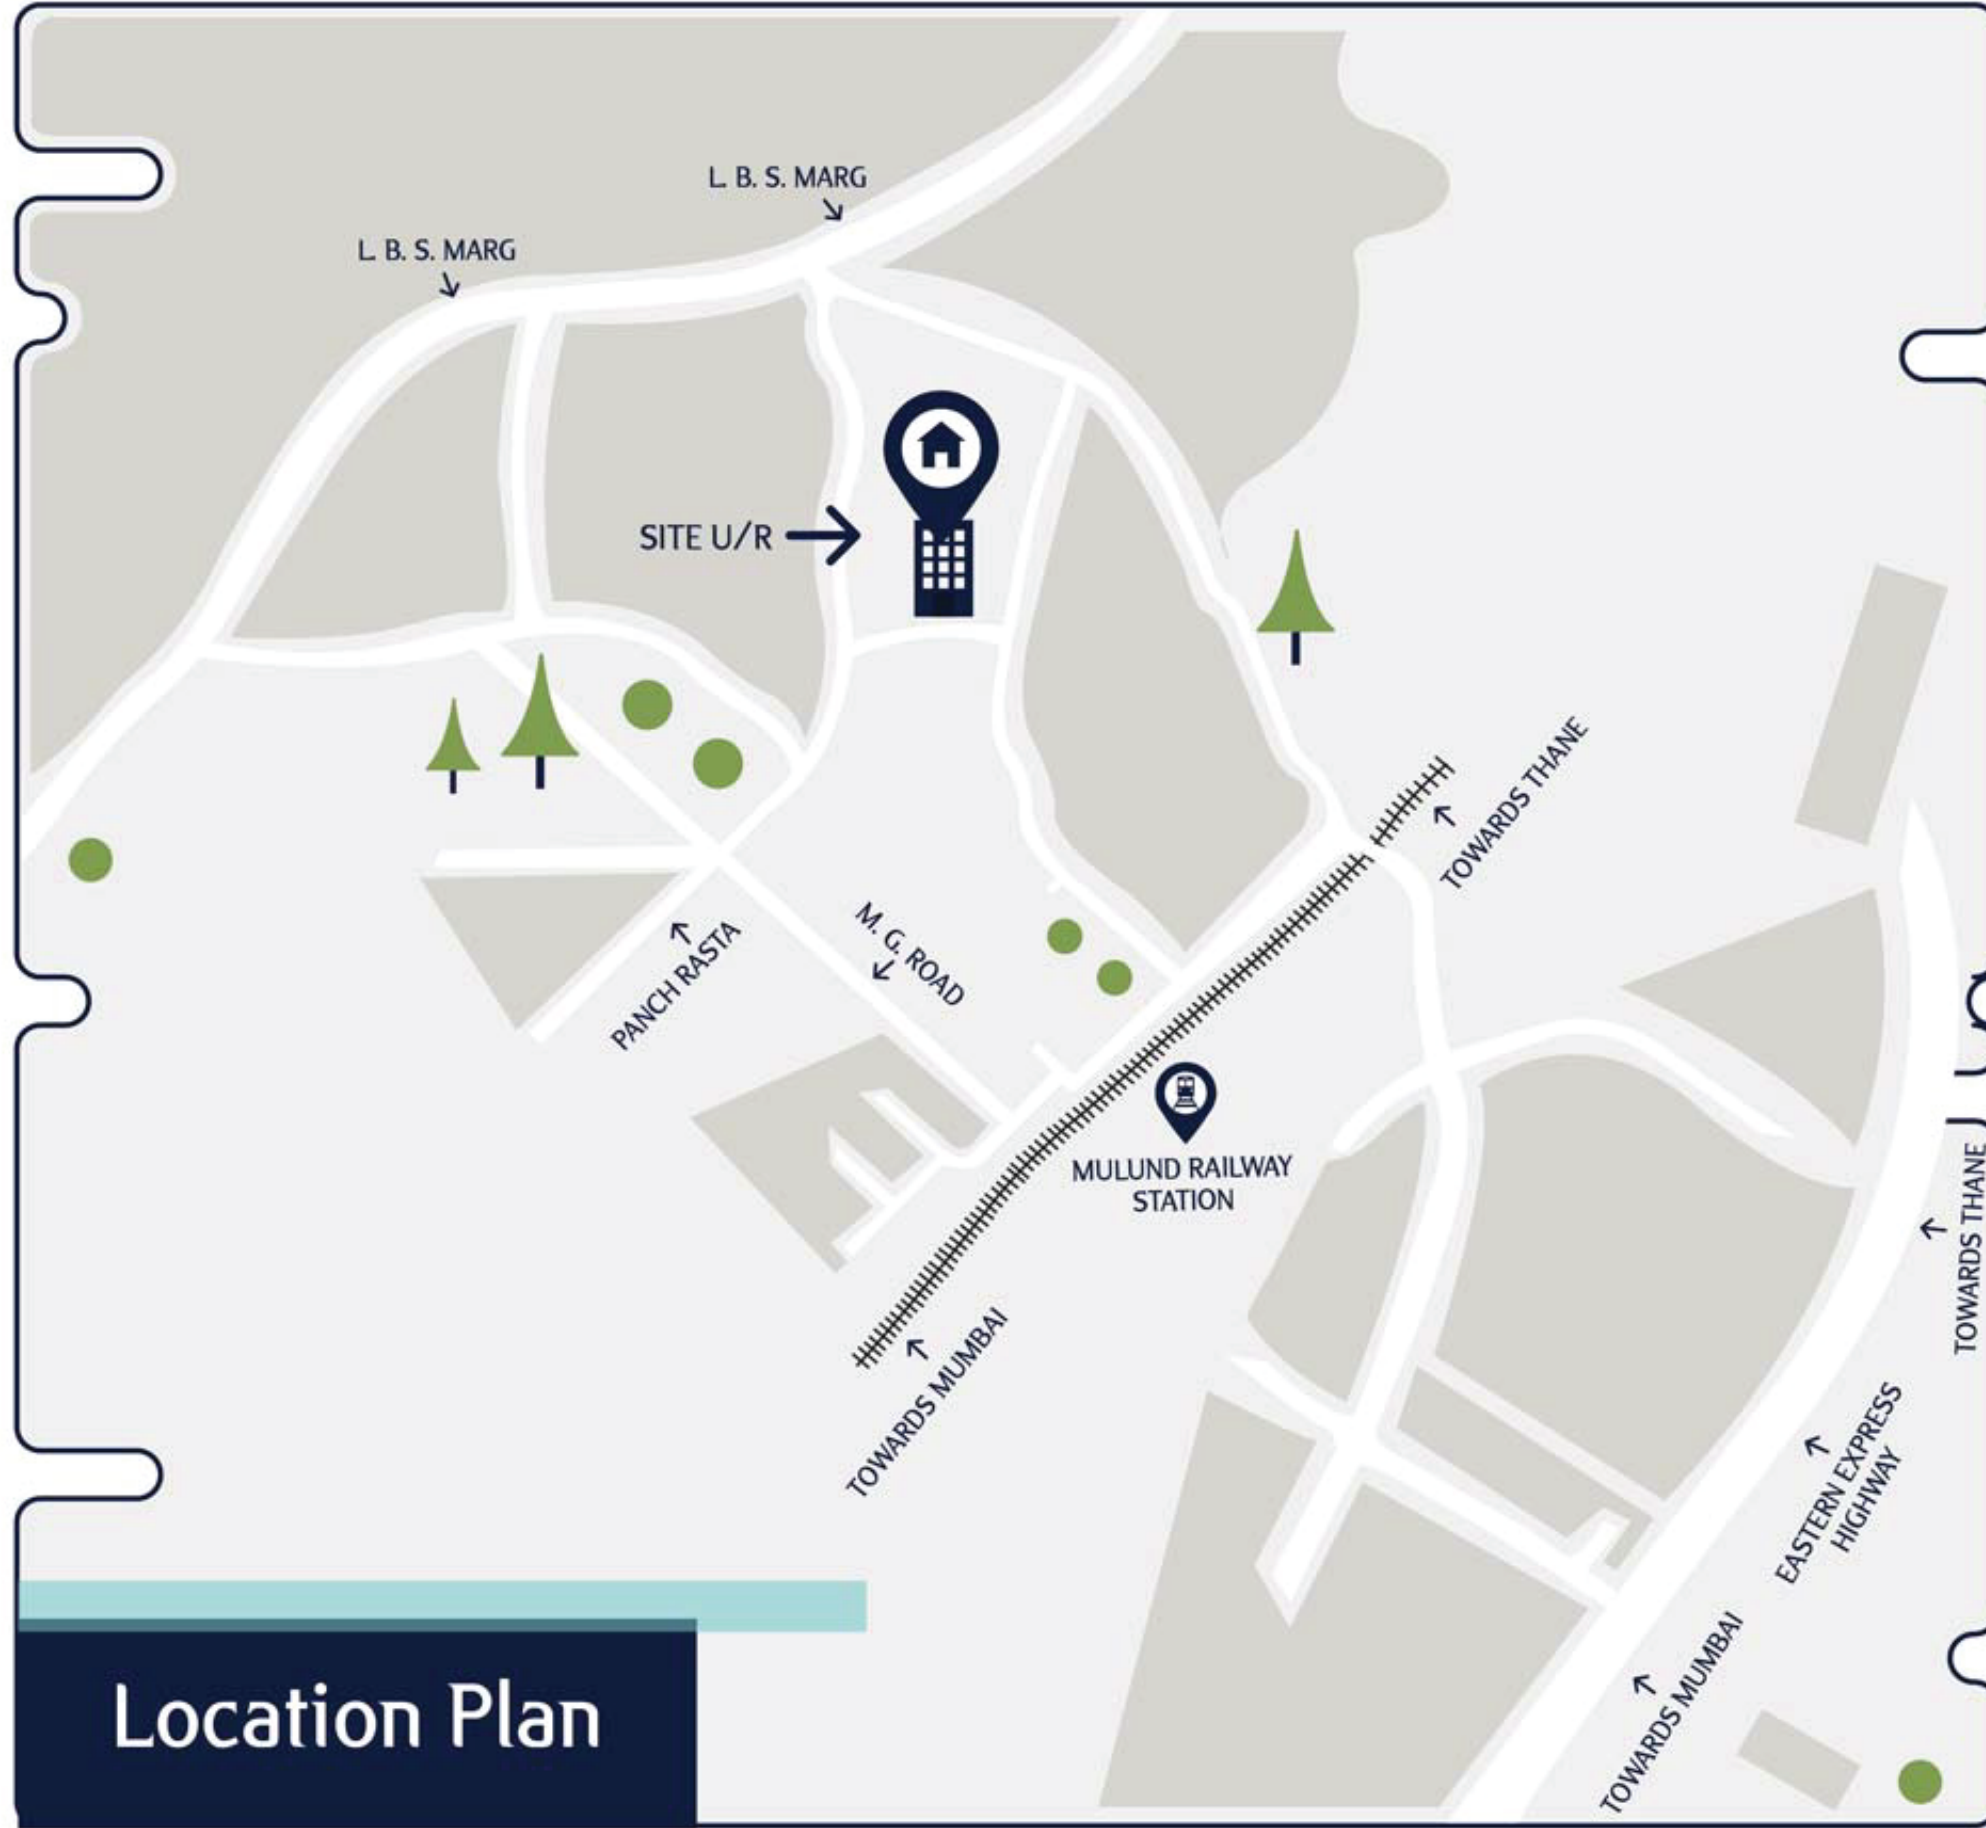 L. B. S. MARG
L. B. S. MARG
SITE U/R
TOWARDS THANE
M. G. ROAD
PANCH RASTA
MULUND RAILWAY
STATION
TOWARDS THANE
TOWARDS MUMBAI
EASTERN EXPRESS
HIGHWAY
TOWARDS MUMBAI
Location Plan